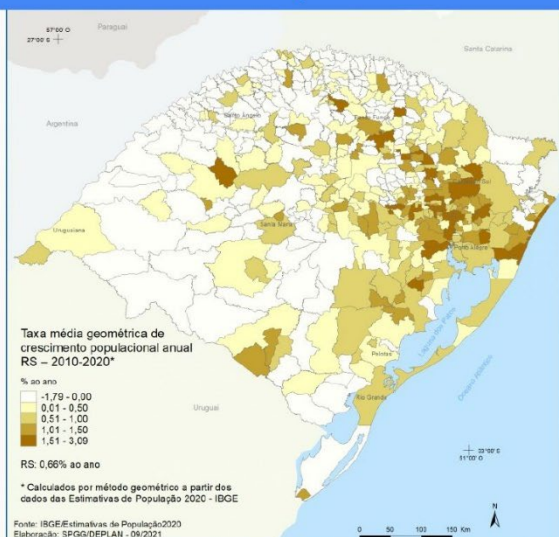 Paraguai
57°00' O
27°00' S
Santa Catarina
Argentina
Santo Ângelo
Passo Fundo
Uruguaiana
Santa Maria
Porto Alegre
Taxa média geométrica de
crescimento populacional anual
RS – 2010-2020*
Pelotas
Lagoa dos Patos
Oceano Atlântico
% ao ano
-1,79 - 0,00
0,01 - 0,50
0,51 - 1,00
1,01 - 1,50
1,51 - 3,09
Rio Grande
Uruguai
RS: 0,66% ao ano
33°00' S
51°00' O
* Calculados por método geométrico a partir dos
dados das Estimativas de População 2020 - IBGE
N
Fonte: IBGE/Estimativas de População2020
Elaboração: SPGG/DEPLAN - 09/2021
0 50 100 150 Km